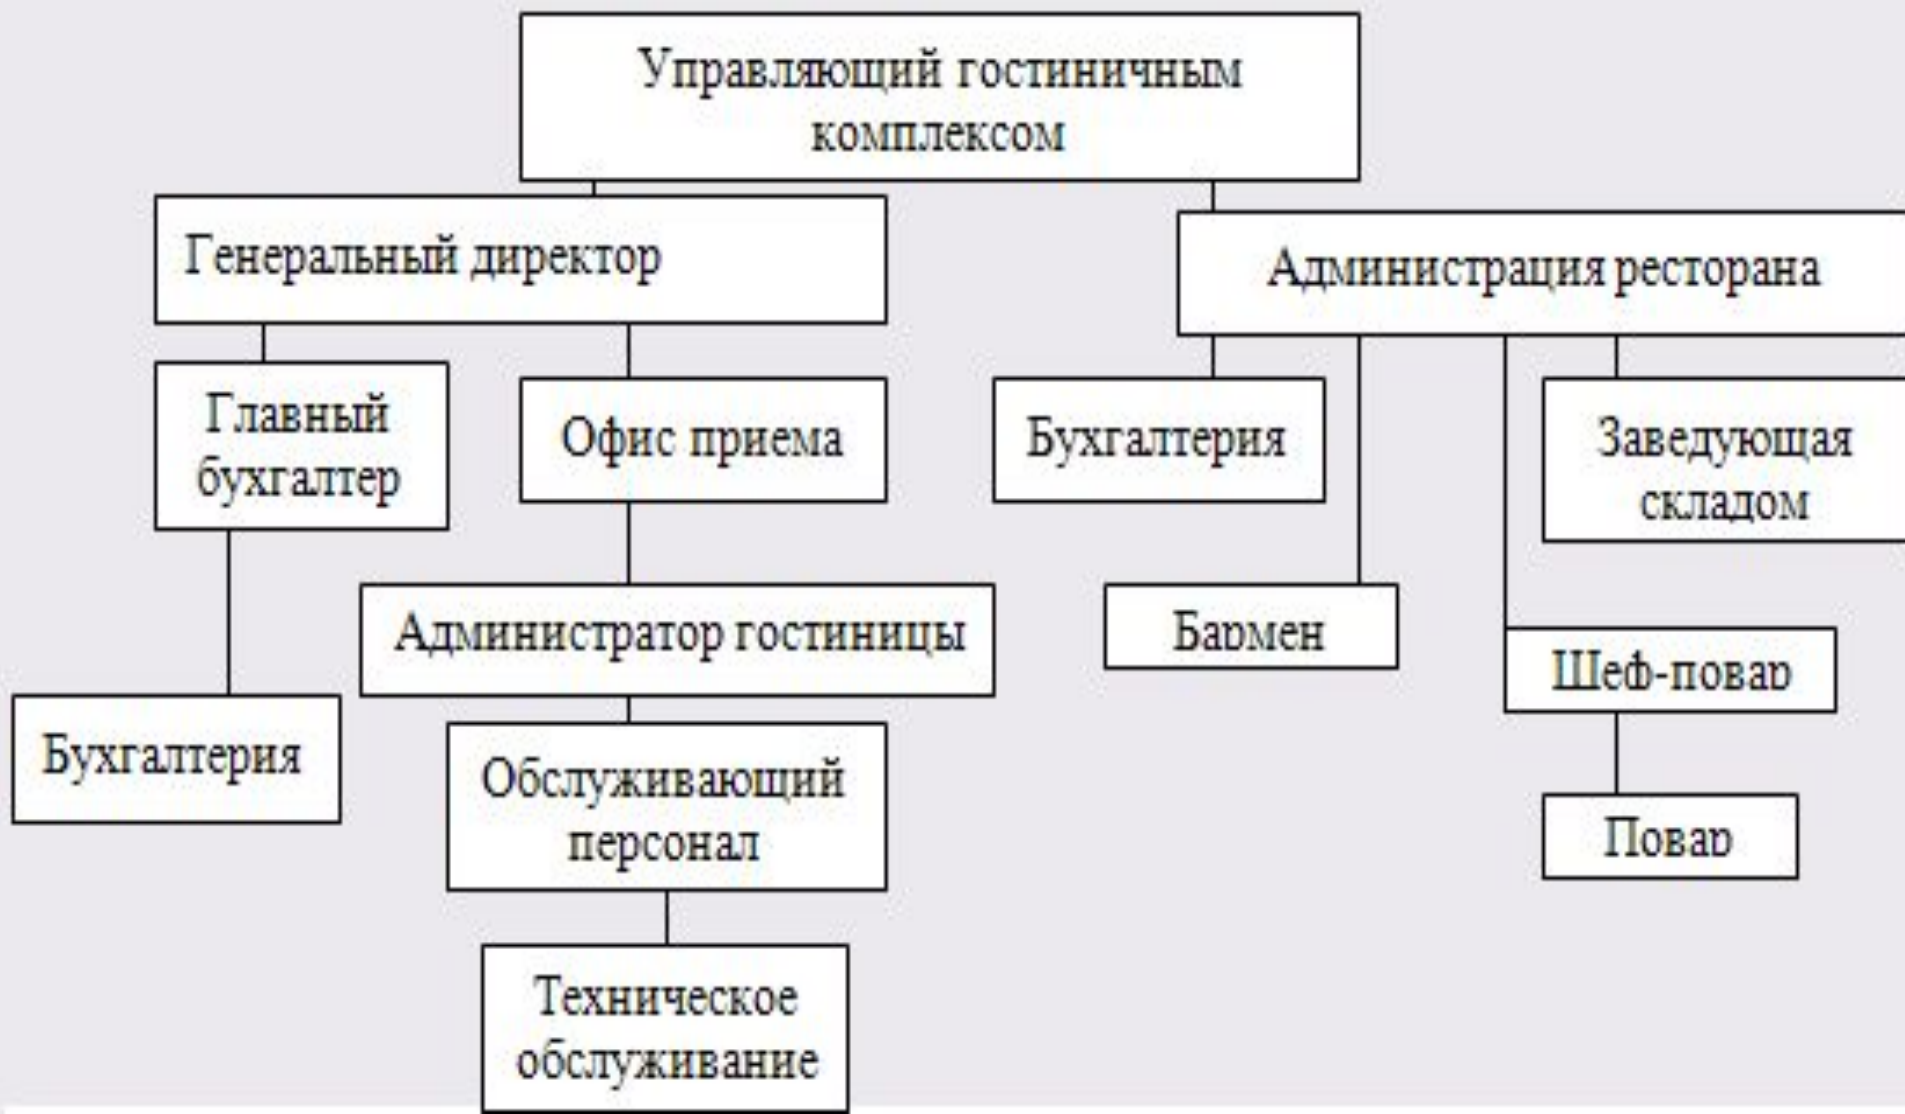 Управляющий гостиничным
комплексом
Генеральный директор
Администрация ресторана
Главный
бухгалтер
Офис приема
Бухгалтерия
Заведующая
складом
Администратор гостиницы
Бармен
Шеф-повар
Бухгалтерия
Обслуживающий
персонал
Повар
Техническое
обслуживание